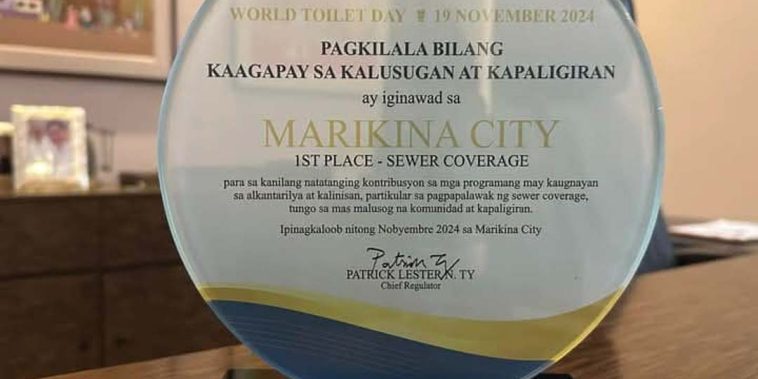 WORLD TOILET DAY 19 NOVEMBER 2024
PAGKILALA BILANG
KAAGAPAY SA KALUSUGAN AT KAPALIGIRAN
ay iginawad sa
MARIKINA CITY
1ST PLACE - SEWER COVERAGE
para sa kanilang natatanging kontribusyon sa mga programang may kaugnayan
sa alkantarilya at kalinisan, partikular sa pagpapalawak ng sewer coverage,
tungo sa mas malusog na komunidad at kapaligiran.
Ipinagkaloob nitong Nobyembre 2024 sa Marikina City
PATRICK LESTER N. TY
Chief Regulator